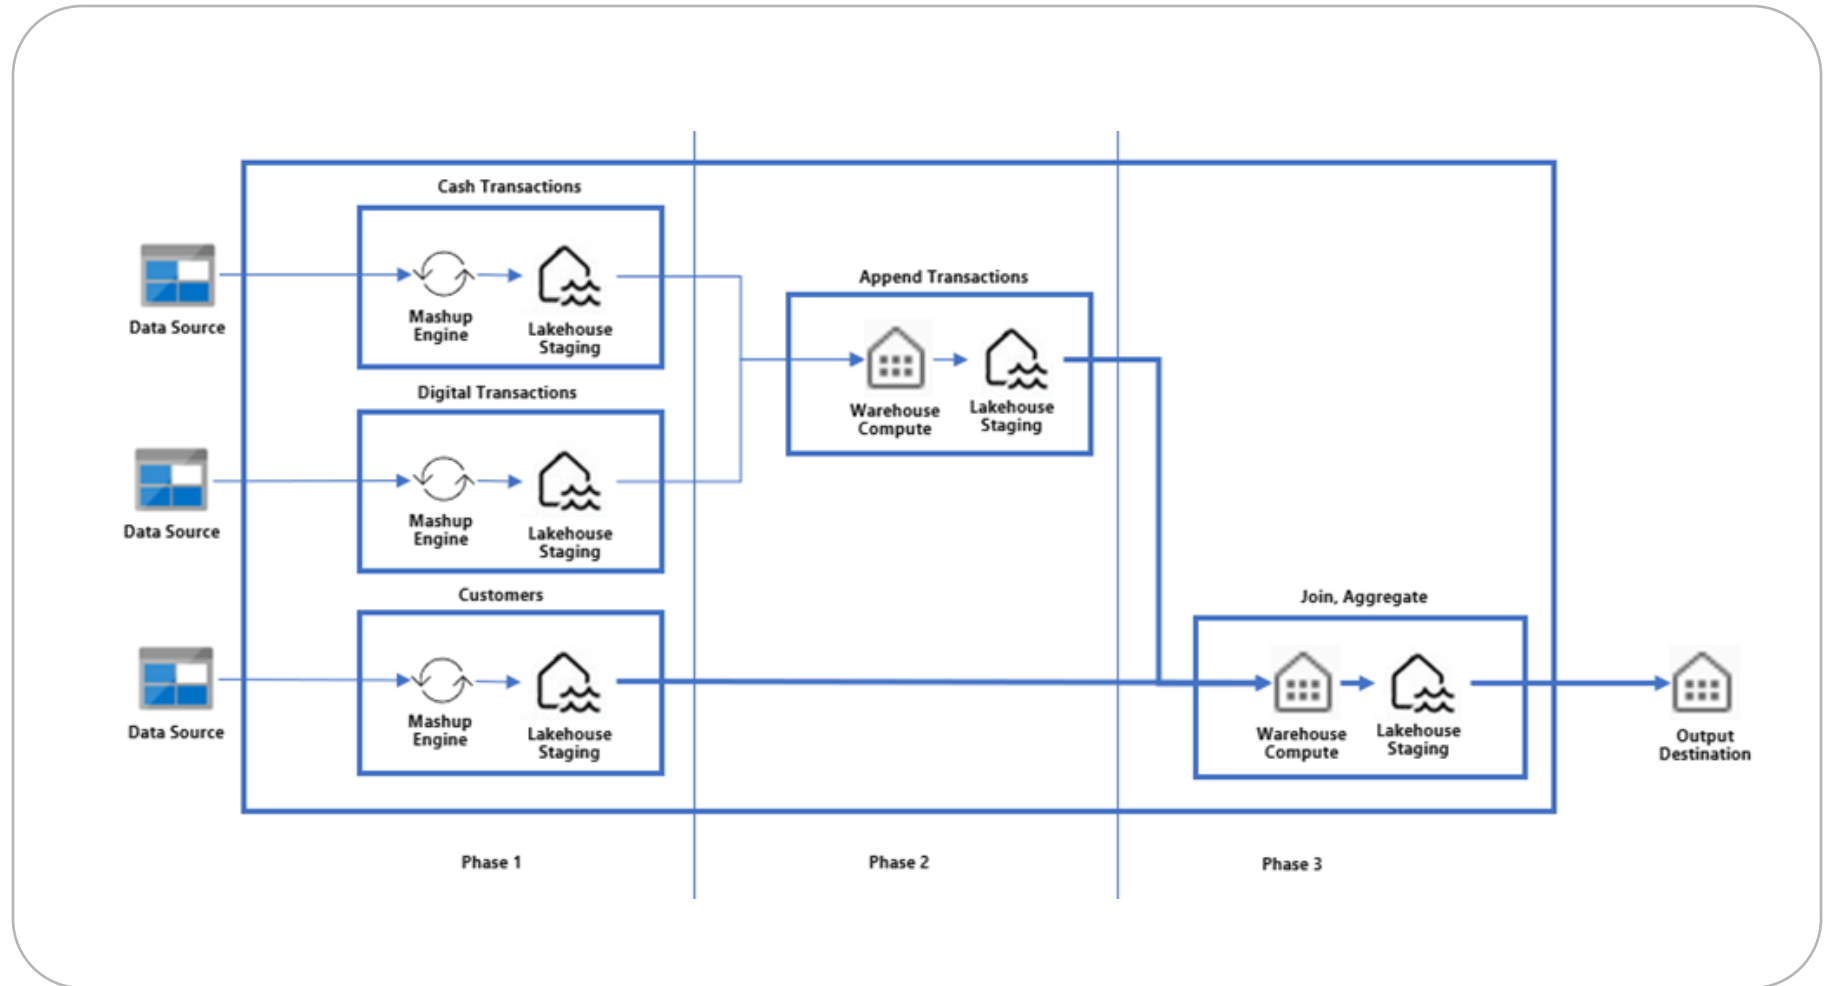 Cash Transactions
Data Source
Mashup
Engine
Lakehouse
Staging
Digital Transactions
Data Source
Mashup
Engine
Lakehouse
Staging
Customers
Data Source
Mashup
Engine
Lakehouse
Staging
Append Transactions
Warehouse
Compute
Lakehouse
Staging
Join, Aggregate
Warehouse
Compute
Lakehouse
Staging
Output
Destination
Phase 1
Phase 2
Phase 3